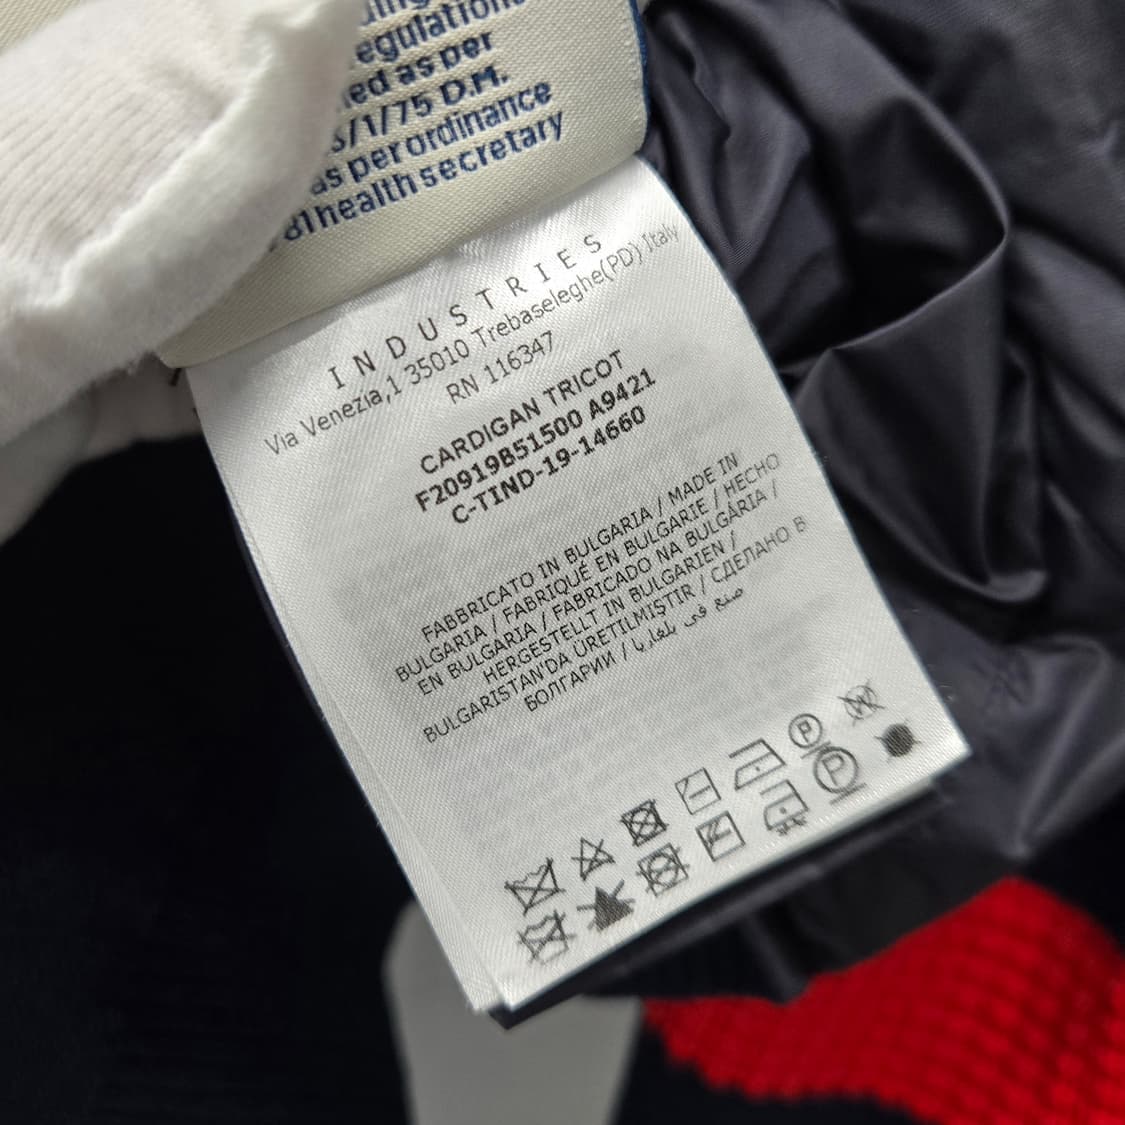 egulations
ed as per
/1/75 D.M.
as per ordinance
81 health secretary
INDUSTRIES
Via Venezia,1 35010 Trebaseleghe(PD) Italy
RN 116347
CARDIGAN TRICOT
F20919B51500 A9421
C-TIND-19-14660
FABBRICATO IN BULGARIA / MADE IN
BULGARIA / FABRIQUÉ EN BULGARIE / HECHO
EN BULGARIA / FABRICADO NA BULGÁRIA /
HERGESTELLT IN BULGARIEN /
BULGARISTAN'DA ÜRETILMIŞTIR / СДЕЛАНО В
БОЛГАРИИ / صنع في بلغاريا
P
P